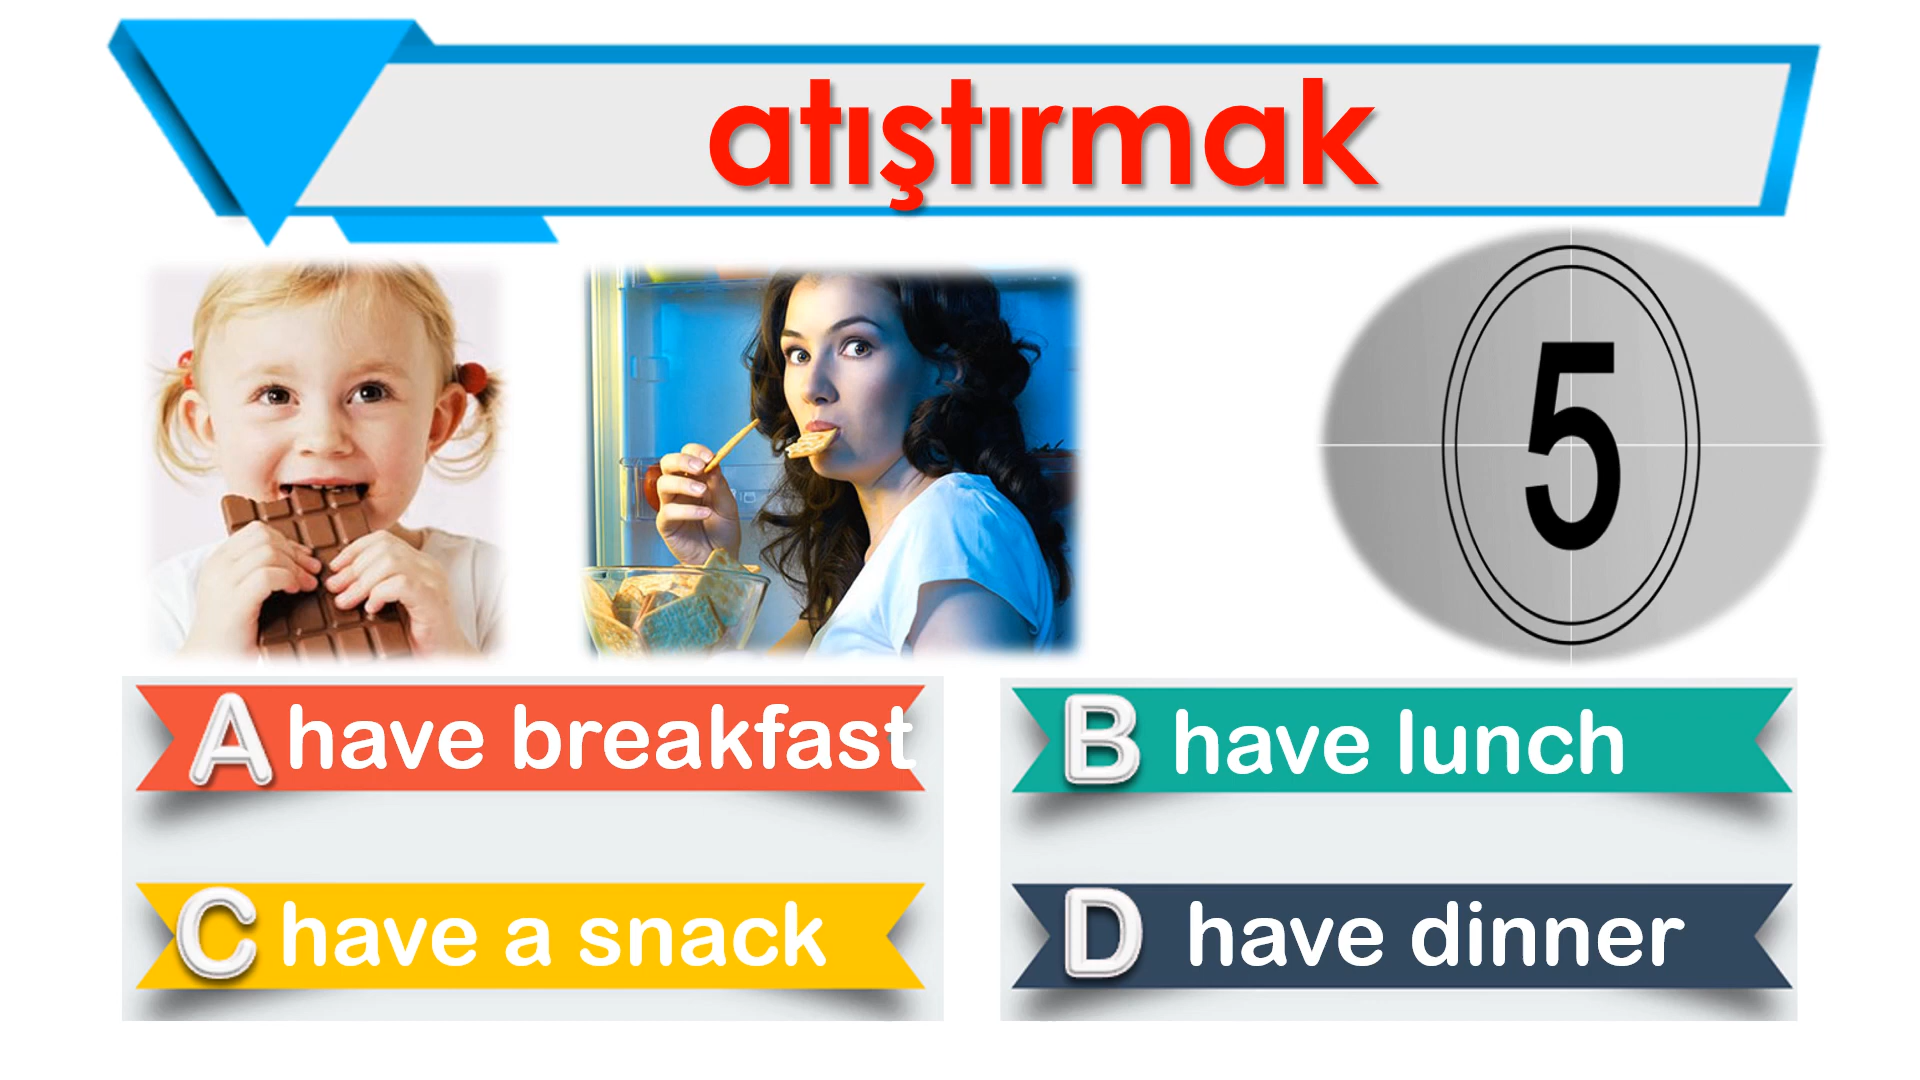 atıştırmak
5
A have breakfast
B have lunch
C have a snack
D have dinner